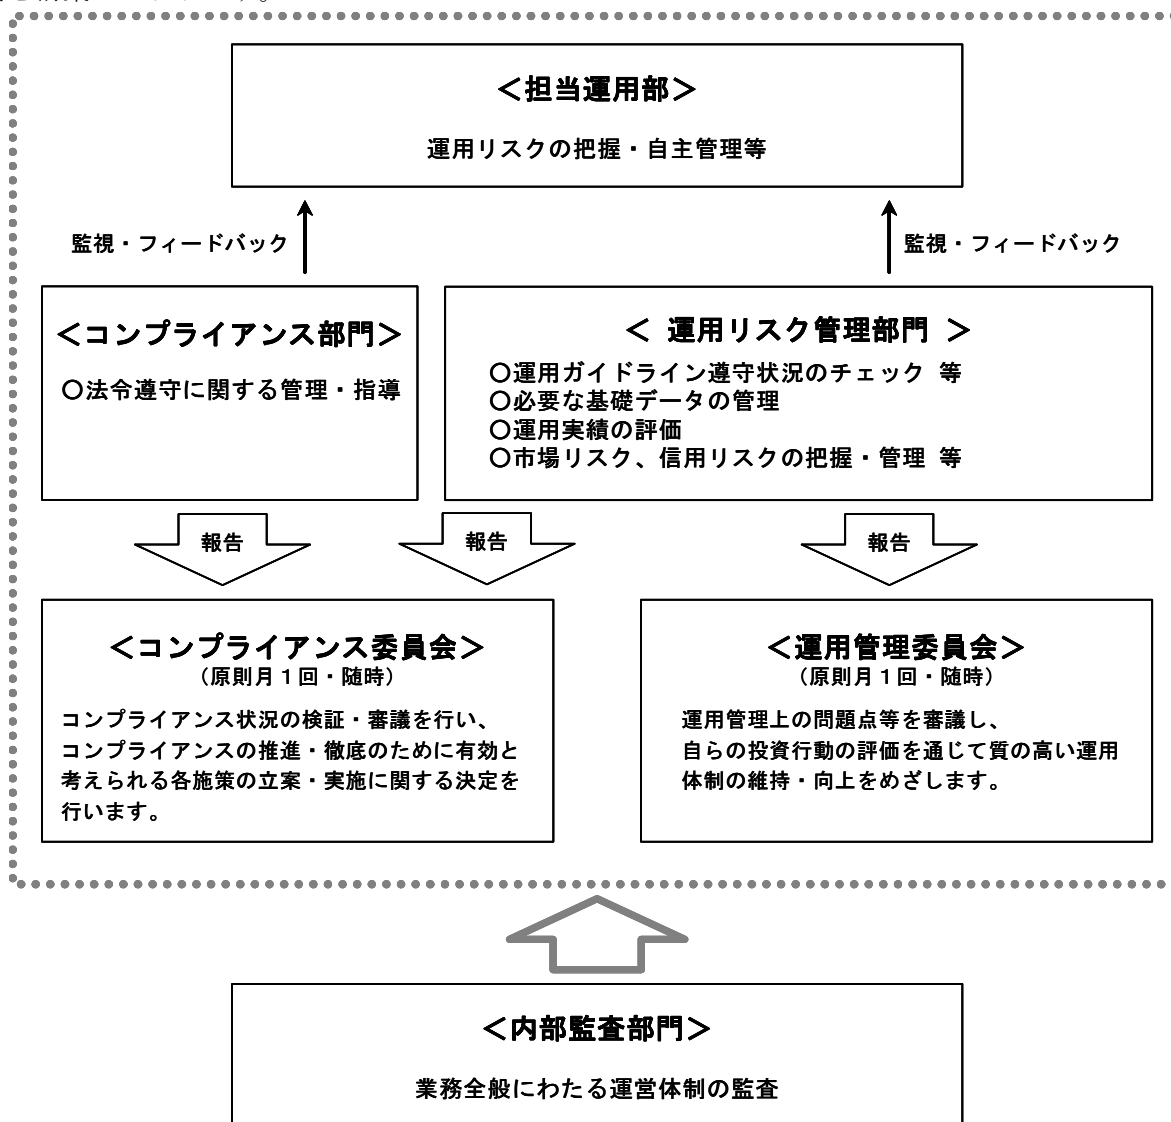 ＜担当運用部＞
運用リスクの把握・自主管理等
監視・フィードバック
監視・フィードバック
＜コンプライアンス部門＞
○法令遵守に関する管理・指導
＜ 運用リスク管理部門 ＞
○運用ガイドライン遵守状況のチェック 等
○必要な基礎データの管理
○運用実績の評価
○市場リスク、信用リスクの把握・管理 等
報告
報告
報告
＜コンプライアンス委員会＞
（原則月１回・随時）
コンプライアンス状況の検証・審議を行い、
コンプライアンスの推進・徹底のために有効と
考えられる各施策の立案・実施に関する決定を
行います。
＜運用管理委員会＞
（原則月１回・随時）
運用管理上の問題点等を審議し、
自らの投資行動の評価を通じて質の高い運用
体制の維持・向上をめざします。
＜内部監査部門＞
業務全般にわたる運営体制の監査